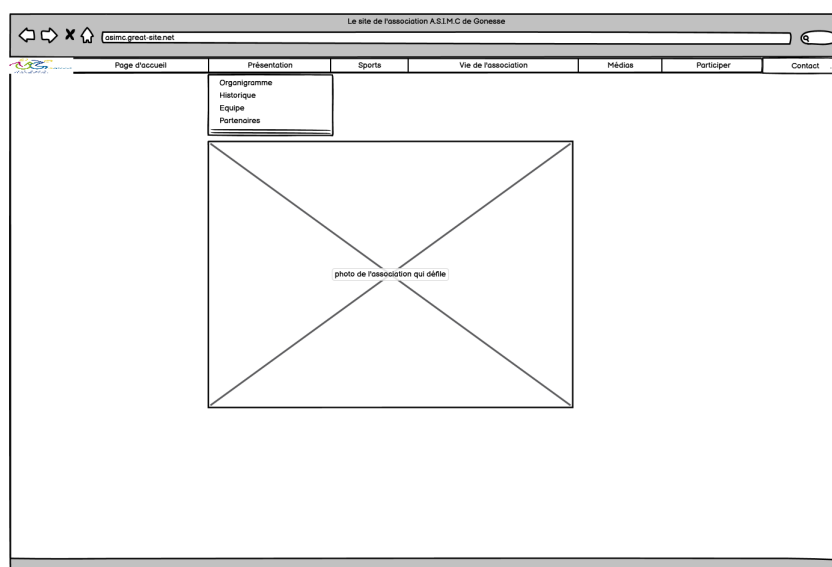 Le site de l'association A.S.I.M.C de Gonesse
asimc.great-site.net
Page d'accueil Présentation Sports Vie de l'association Médias Participer Contact
Organigramme
Historique
Equipe
Partenaires
photo de l'association qui défile